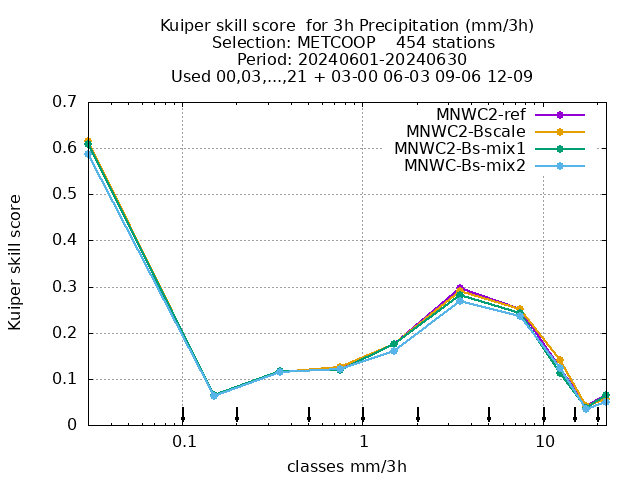 Kuiper skill score  for 3h Precipitation (mm/3h)
Selection: METCOOP    454 stations
Period: 20240601-20240630
Used 00,03,...,21 + 03-00 06-03 09-06 12-09
MNWC2-ref
MNWC2-Bscale
MNWC2-Bs-mix1
MNWC-Bs-mix2
0.7
0.6
0.5
0.4
0.3
0.2
0.1
0
Kuiper skill score
0.1 1 10
classes mm/3h